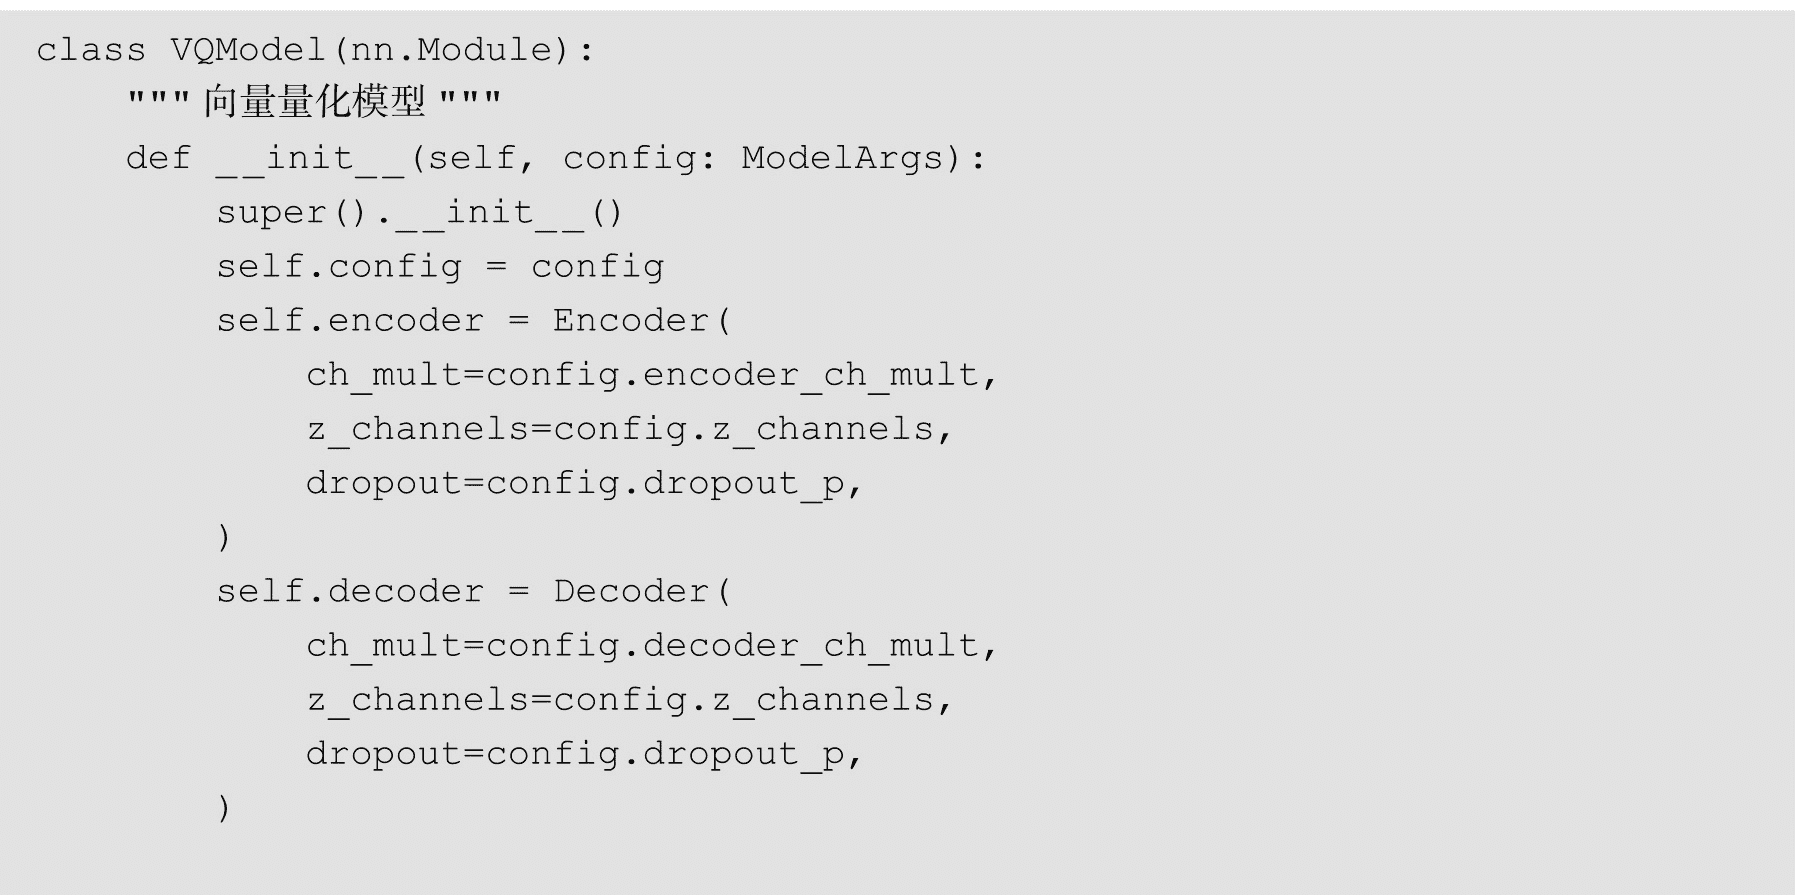 class VQModel(nn.Module):
    """向量量化模型"""
    def __init__(self, config: ModelArgs):
        super().__init__()
        self.config = config
        self.encoder = Encoder(
            ch_mult=config.encoder_ch_mult,
            z_channels=config.z_channels,
            dropout=config.dropout_p,
        )
        self.decoder = Decoder(
            ch_mult=config.decoder_ch_mult,
            z_channels=config.z_channels,
            dropout=config.dropout_p,
        )